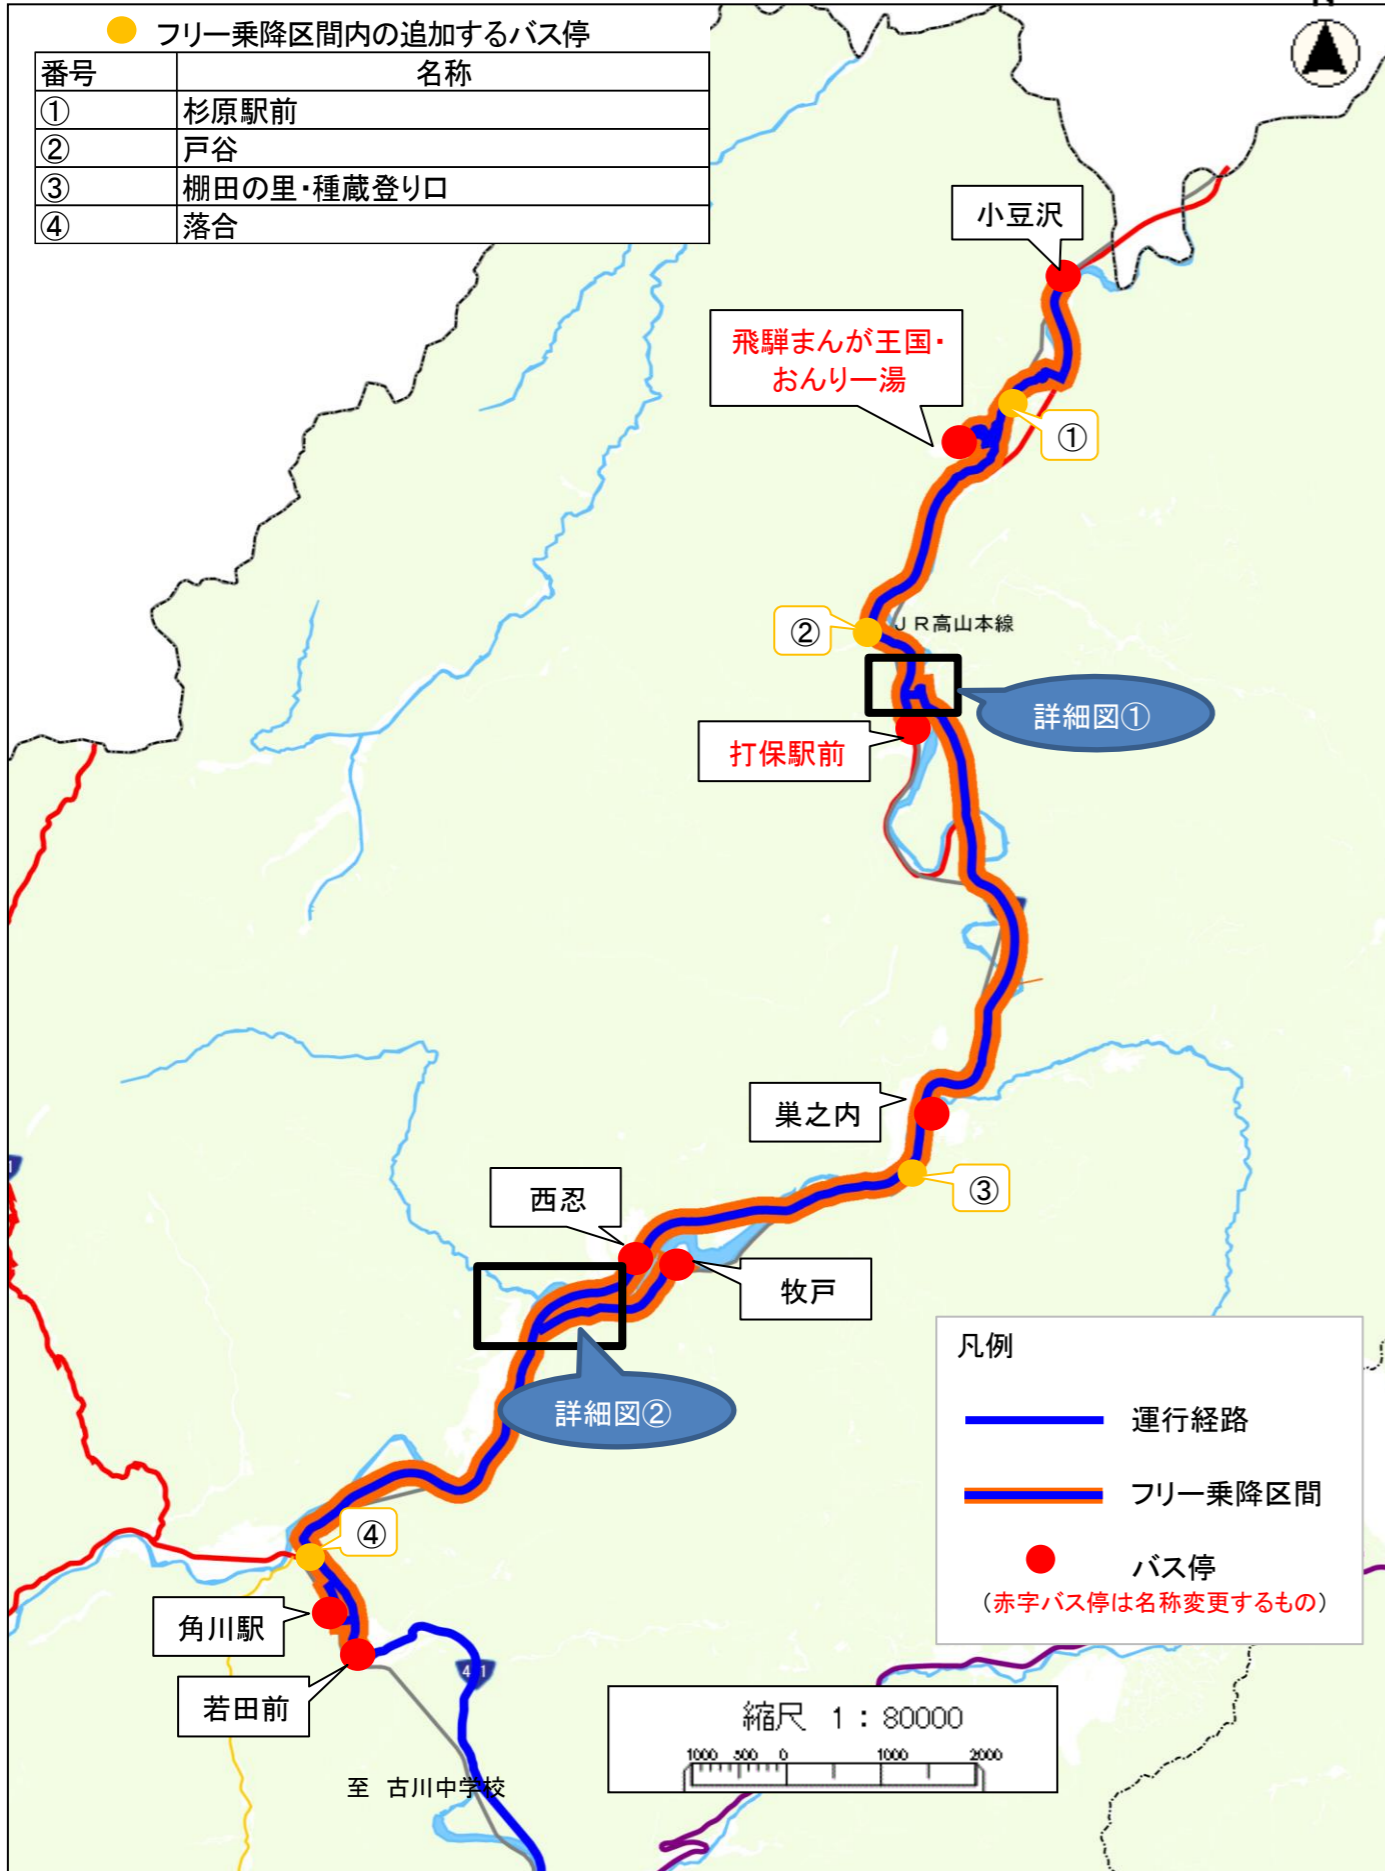 N
フリー乗降区間内の追加するバス停
番号 名称
① 杉原駅前
② 戸谷
③ 棚田の里・種蔵登り口
④ 落合
小豆沢
飛騨まんが王国・
おんりー湯
①
②
JR高山本線
詳細図①
打保駅前
巣之内
③
西忍
牧戸
詳細図②
④
角川駅
若田前
至 古川中学校
凡例
運行経路
フリー乗降区間
バス停
(赤字バス停は名称変更するもの)
縮尺 1:80000
1000 500 0 1000 2000